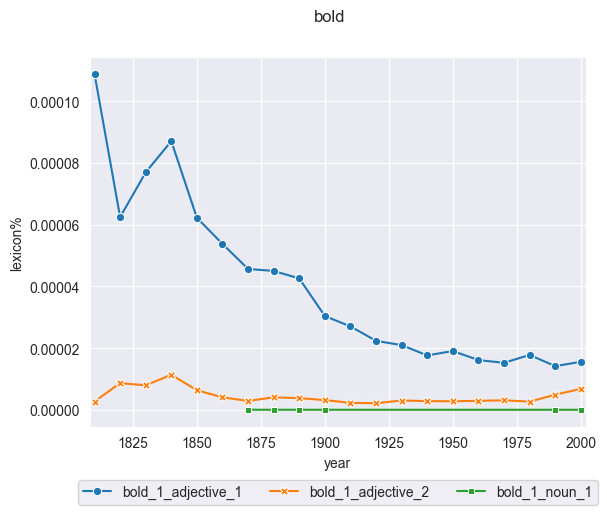 bold
0.00010
0.00008
0.00006
0.00004
0.00002
0.00000
lexicon%
1825 1850 1875 1900 1925 1950 1975 2000
year
bold_1_adjective_1 bold_1_adjective_2 bold_1_noun_1